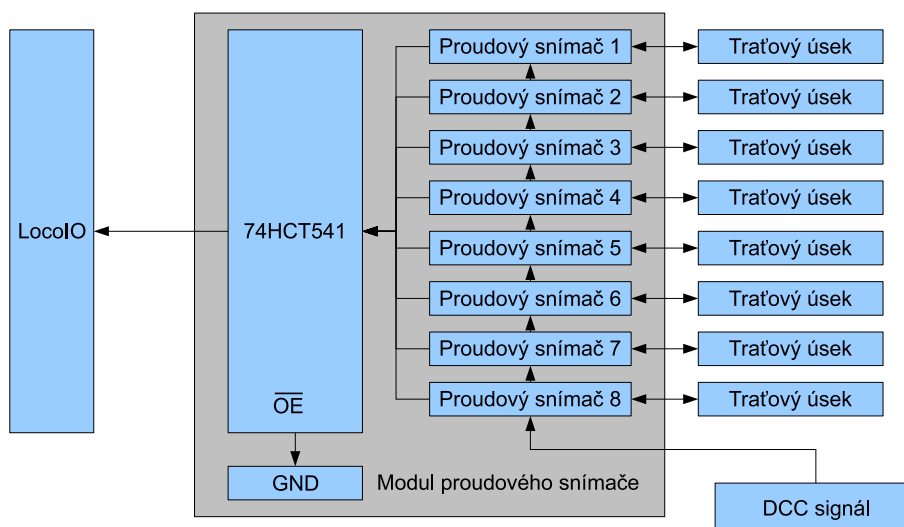 Proudový snímač 1
Traťový úsek
Proudový snímač 2
Traťový úsek
Proudový snímač 3
Traťový úsek
Proudový snímač 4
Traťový úsek
LocoIO
74HCT541
Proudový snímač 5
Traťový úsek
Proudový snímač 6
Traťový úsek
Proudový snímač 7
Traťový úsek
Proudový snímač 8
Traťový úsek
O̅E̅
GND
Modul proudového snímače
DCC signál